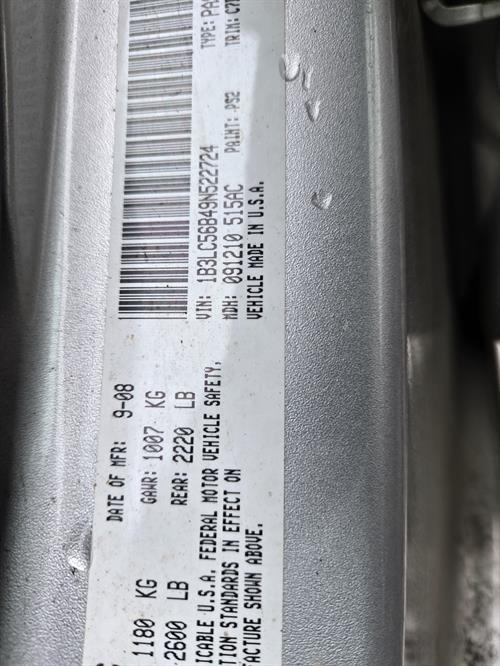 DATE OF MFR: 9-08
1180 KG GAWR: 1007 KG
2600 LB REAR: 2220 LB
ICABLE U.S.A. FEDERAL MOTOR VEHICLE SAFETY,
TION STANDARDS IN EFFECT ON
FACTURE SHOWN ABOVE.
VIN: 1B3LC56B49N522724 TYPE: PA
MDH: 091210 515AC PAINT: PS2 TRIM: C7
VEHICLE MADE IN U.S.A.